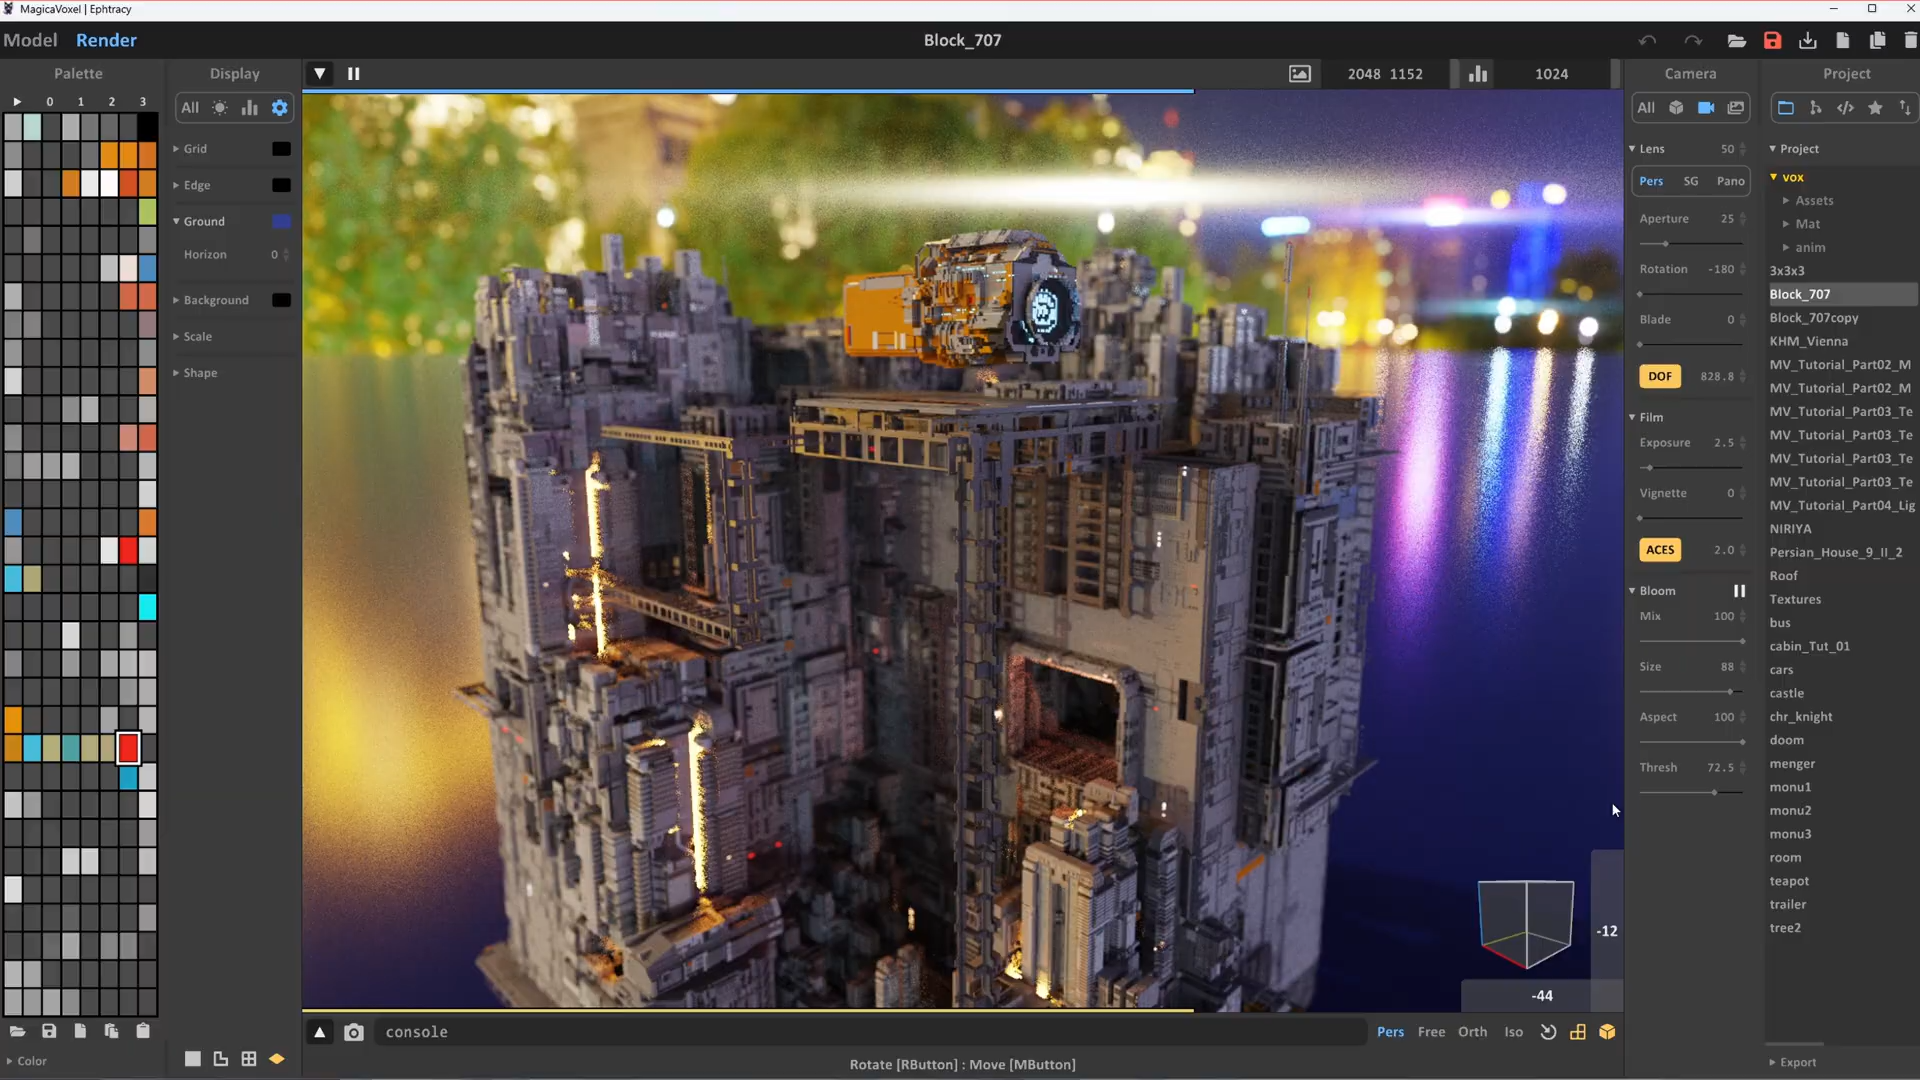 MagicaVoxel | Ephtracy
Model Render
Block_707
Palette
0 1 2 3
Color
Display
All
Grid
Edge
Ground
Horizon 0
Background
Scale
Shape
2048 1152
1024
console
Pers Free Orth Iso
Rotate [RButton] : Move [MButton]
-12
-44
Camera
All
Lens 50
Pers SG Pano
Aperture 25
Rotation -180
Blade 0
DOF 828.8
Film
Exposure 2.5
Vignette 0
ACES 2.0
Bloom
Mix 100
Size 88
Aspect 100
Thresh 72.5
Project
Project
vox
Assets
Mat
anim
3x3x3
Block_707
Block_707copy
KHM_Vienna
MV_Tutorial_Part02_M
MV_Tutorial_Part02_M
MV_Tutorial_Part03_Te
MV_Tutorial_Part03_Te
MV_Tutorial_Part03_Te
MV_Tutorial_Part03_Te
MV_Tutorial_Part04_Lig
NIRIYA
Persian_House_9_II_2
Roof
Textures
bus
cabin_Tut_01
cars
castle
chr_knight
doom
menger
monu1
monu2
monu3
room
teapot
trailer
tree2
Export